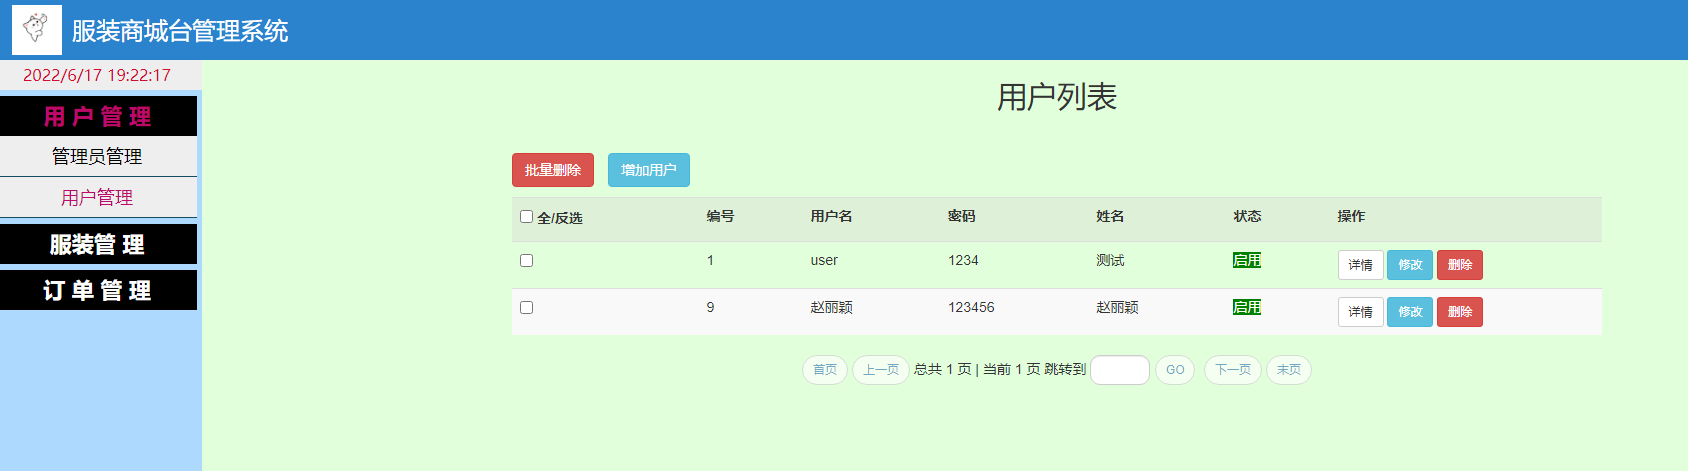 服装商城台管理系统
2022/6/17 19:22:17
用 户 管 理
管理员管理
用户管理
服装管 理
订 单 管 理
用户列表
批量删除 增加用户
全/反选 编号 用户名 密码 姓名 状态 操作
1 user 1234 测试 启用 详情 修改 删除
9 赵丽颖 123456 赵丽颖 启用 详情 修改 删除
首页 上一页 总共 1 页 | 当前 1 页 跳转到 GO 下一页 末页